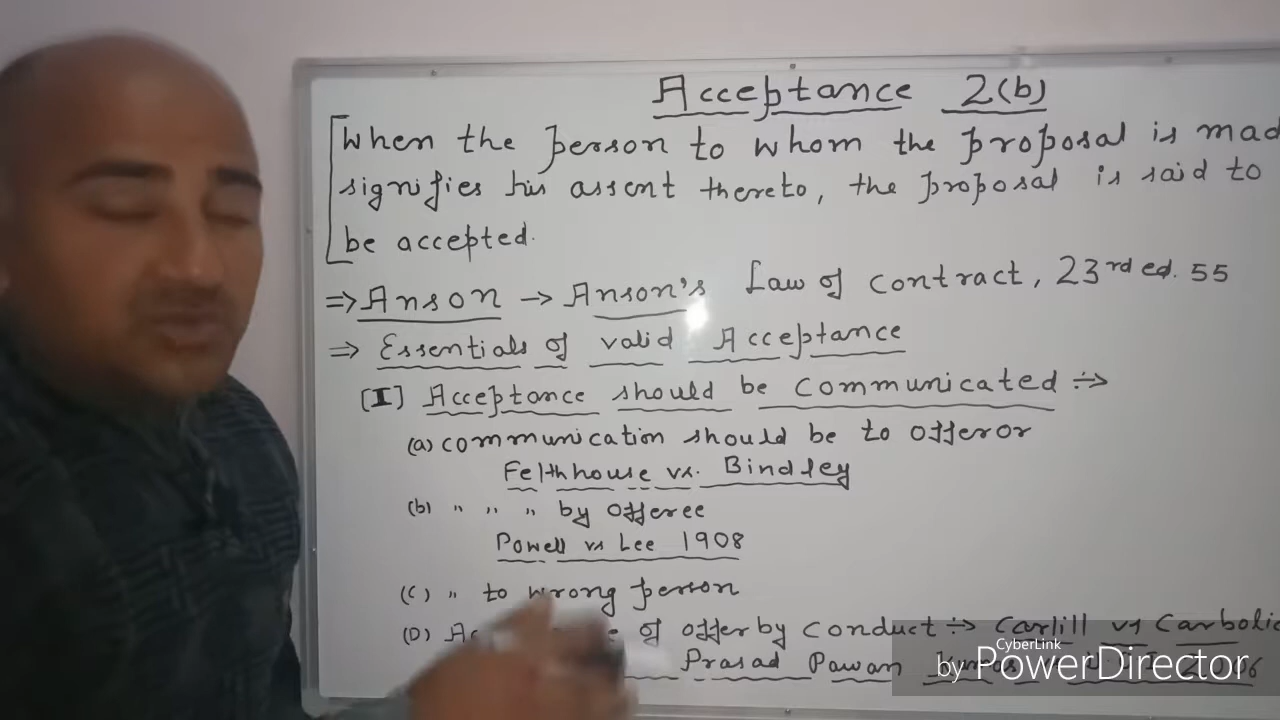 Acceptance 2(b)
When the person to whom the proposal is mad
signifies his assent thereto, the proposal is said to
be accepted.
⇒ Anson → Anson's Law of contract, 23rd ed. 55
⇒ Essentials of valid Acceptance
[I] Acceptance should be communicated ÷>
(a) communication should be to offeror
Felthhouse vs. Bindley
(b) " " " by offeree
Powell vs Lee 1908
(c) " to wrong person
(D) of offer by conduct ÷> Carlill vs Carbolic
Prasad Pawan
CyberLink
by PowerDirector